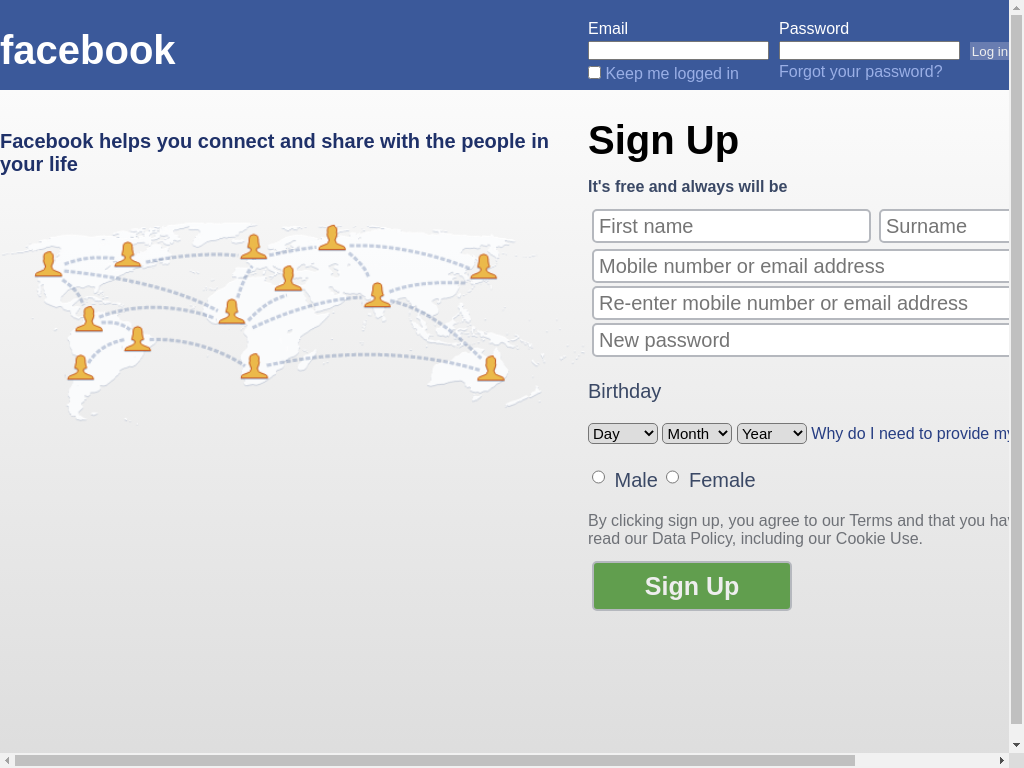 facebook
Email
Password
Log in
Keep me logged in
Forgot your password?
Facebook helps you connect and share with the people in
your life
Sign Up
It's free and always will be
First name
Surname
Mobile number or email address
Re-enter mobile number or email address
New password
Birthday
Day Month Year Why do I need to provide my
Male Female
By clicking sign up, you agree to our Terms and that you
read our Data Policy, including our Cookie Use.
Sign Up